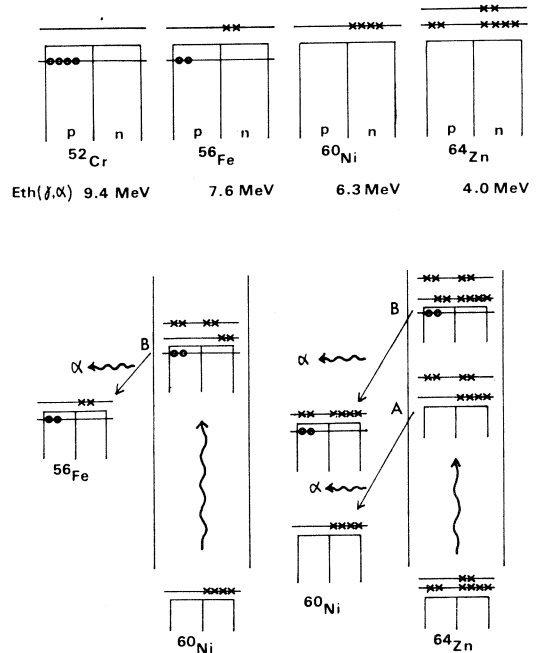 p n p n p n p n
52Cr 56Fe 60Ni 64Zn
Eth(γ,α) 9.4 MeV 7.6 MeV 6.3 MeV 4.0 MeV
B
B
α
α
A
56Fe
α
60Ni
60Ni
64Zn